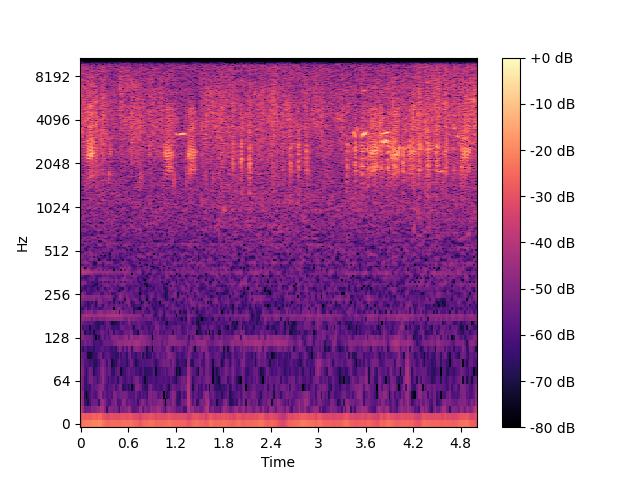 8192
4096
2048
1024
512
256
128
64
0
Hz
0 0.6 1.2 1.8 2.4 3 3.6 4.2 4.8
Time
+0 dB
-10 dB
-20 dB
-30 dB
-40 dB
-50 dB
-60 dB
-70 dB
-80 dB